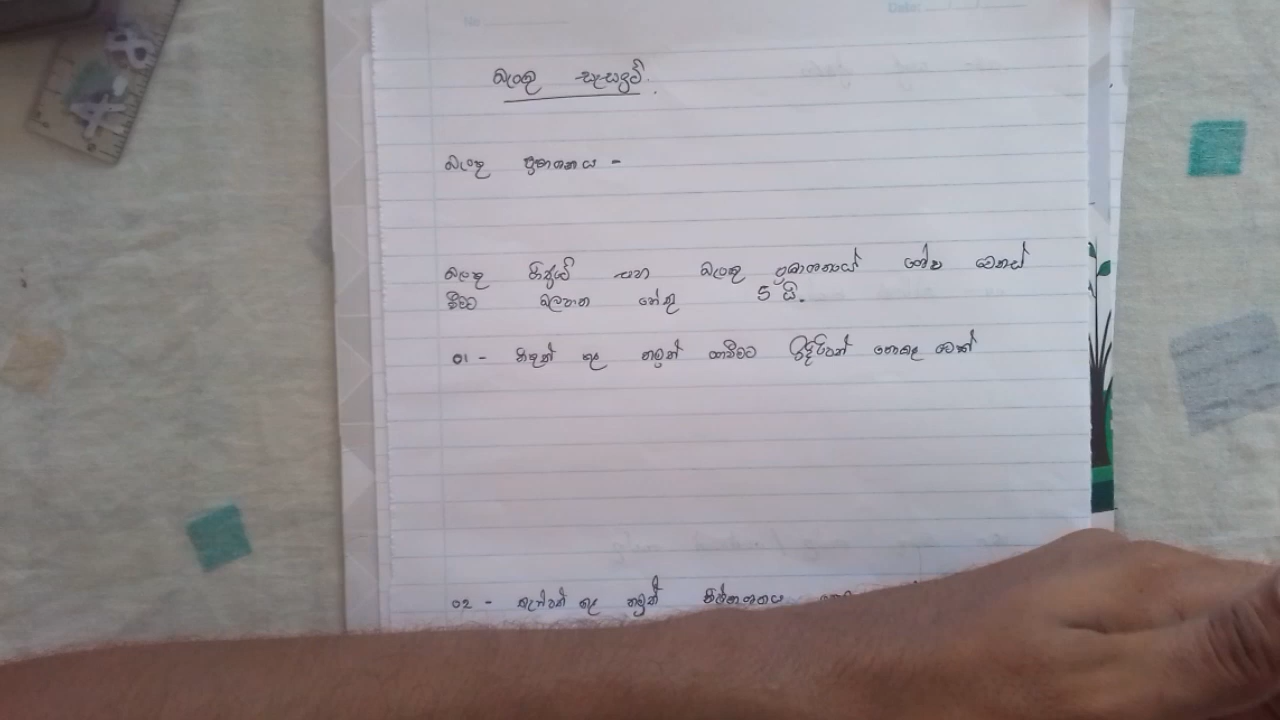 බැංකු සැසඳුම්.
බැංකු ප්‍රකාශනය -
බැංකු ගිණුම සහ බැංකු ප්‍රකාශනයේ ශේෂ වෙනස්
වීමට බලපාන හේතු 5 යි.
01 - නිකුත් කළ නමුත් ගෙවීමට ඉදිරිපත් නොකළ චෙක්
02 - තැන්පත් කළ නමුත් නිශ්කාශනය